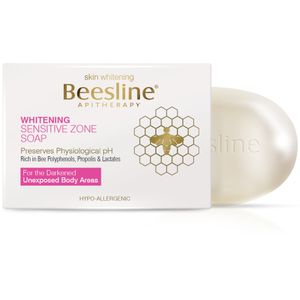 skin whitening
Beesline®
APITHERAPY
WHITENING
SENSITIVE ZONE
SOAP
Preserves Physiological pH
Rich in Bee Polyphenols, Propolis & Lactates
For the Darkened
Unexposed Body Areas
HYPO-ALLERGENIC
Beesline